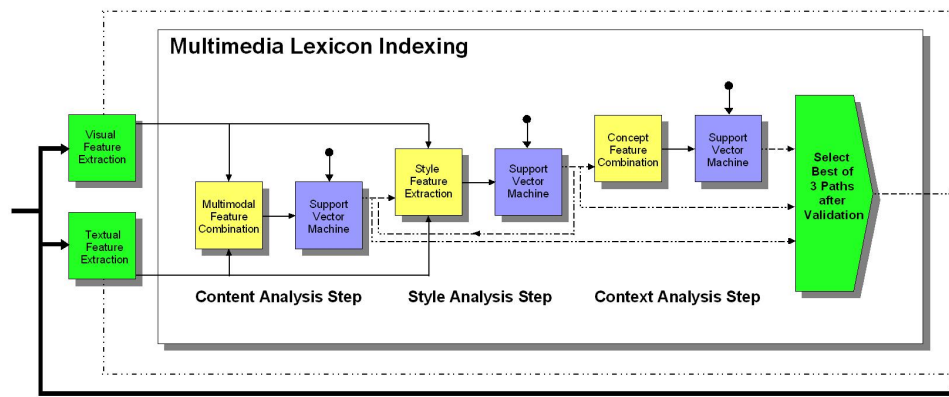 Multimedia Lexicon Indexing
Visual
Feature
Extraction
Textual
Feature
Extraction
Multimodal
Feature
Combination
Support
Vector
Machine
Style
Feature
Extraction
Support
Vector
Machine
Concept
Feature
Combination
Support
Vector
Machine
Select
Best of
3 Paths
after
Validation
Content Analysis Step
Style Analysis Step
Context Analysis Step